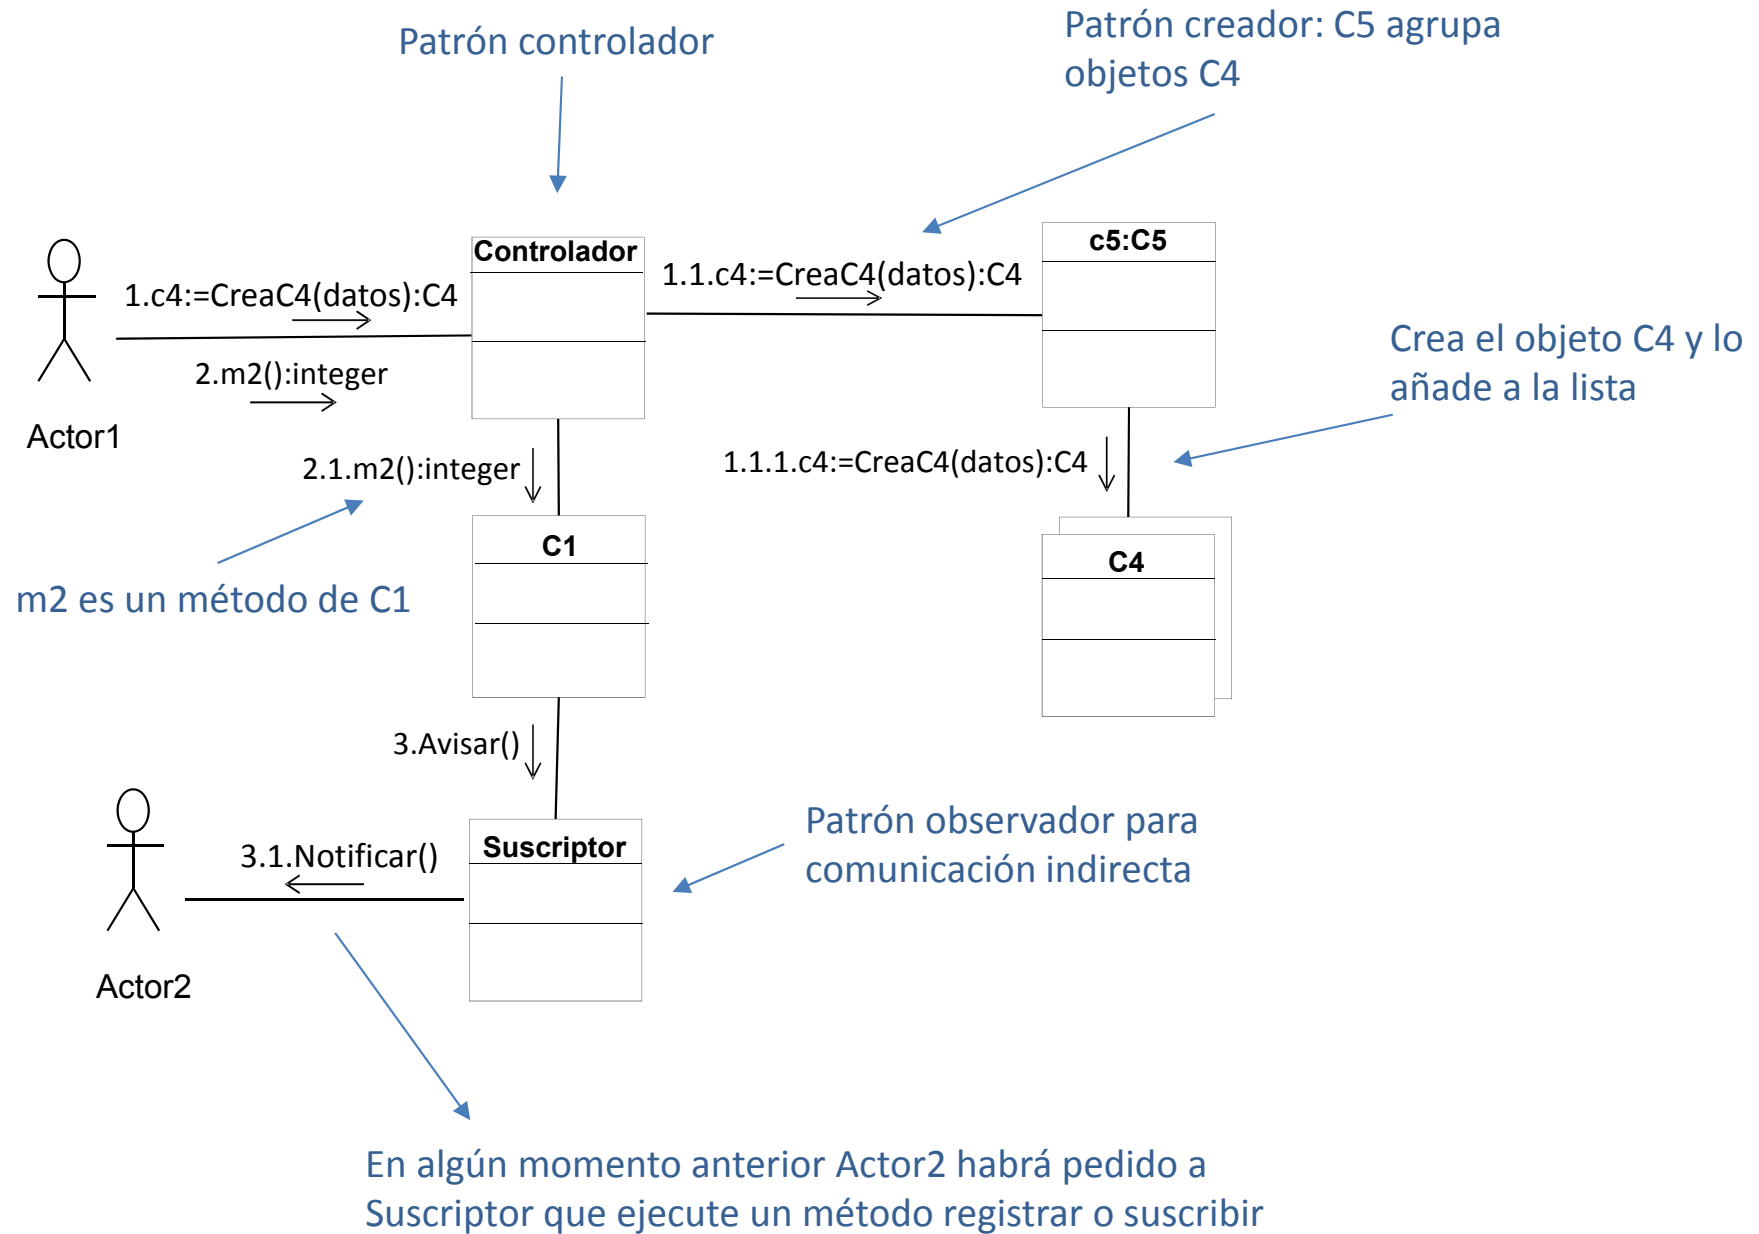 Patrón controlador
Patrón creador: C5 agrupa
objetos C4
Controlador
c5:C5
1.c4:=CreaC4(datos):C4
1.1.c4:=CreaC4(datos):C4
2.m2():integer
Actor1
Crea el objeto C4 y lo
añade a la lista
2.1.m2():integer
1.1.1.c4:=CreaC4(datos):C4
C1
C4
m2 es un método de C1
3.Avisar()
Patrón observador para
comunicación indirecta
3.1.Notificar()
Suscriptor
Actor2
En algún momento anterior Actor2 habrá pedido a
Suscriptor que ejecute un método registrar o suscribir